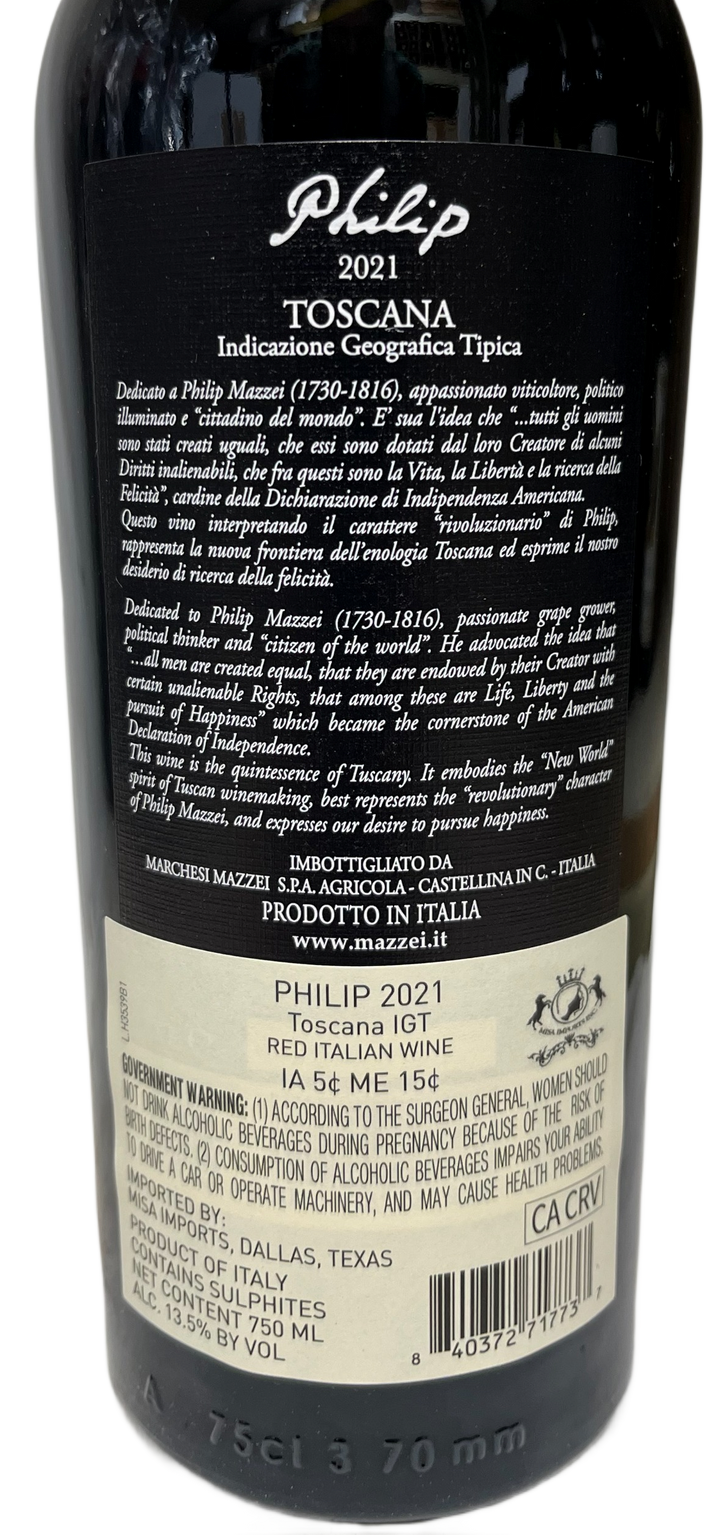 Philip
2021
TOSCANA
Indicazione Geografica Tipica
Dedicato a Philip Mazzei (1730-1816), appassionato viticoltore, politico
illuminato e “cittadino del mondo”. E’ sua l'idea che “...tutti gli uomini
sono stati creati uguali, che essi sono dotati dal loro Creatore di alcuni
Diritti inalienabili, che fra questi sono la Vita, la Libertà e la ricerca della
Felicità”, cardine della Dichiarazione di Indipendenza Americana.
Questo vino interpretando il carattere “rivoluzionario” di Philip,
rappresenta la nuova frontiera dell'enologia Toscana ed esprime il nostro
desiderio di ricerca della felicità.
Dedicated to Philip Mazzei (1730-1816), passionate grape grower,
political thinker and “citizen of the world”. He advocated the idea that
“...all men are created equal, that they are endowed by their Creator with
certain unalienable Rights, that among these are Life, Liberty and the
pursuit of Happiness” which became the cornerstone of the American
Declaration of Independence.
This wine is the quintessence of Tuscany. It embodies the “New World”
spirit of Tuscan winemaking, best represents the “revolutionary” character
of Philip Mazzei, and expresses our desire to pursue happiness.
IMBOTTIGLIATO DA
MARCHESI MAZZEI S.P.A. AGRICOLA - CASTELLINA IN C. - ITALIA
PRODOTTO IN ITALIA
www.mazzei.it
L.H353981
PHILIP 2021
Toscana IGT
RED ITALIAN WINE
IA 5¢ ME 15¢
MISA IMPORTS INC.
GOVERNMENT WARNING: (1) ACCORDING TO THE SURGEON GENERAL, WOMEN SHOULD
NOT DRINK ALCOHOLIC BEVERAGES DURING PREGNANCY BECAUSE OF THE RISK OF
BIRTH DEFECTS. (2) CONSUMPTION OF ALCOHOLIC BEVERAGES IMPAIRS YOUR ABILITY
TO DRIVE A CAR OR OPERATE MACHINERY, AND MAY CAUSE HEALTH PROBLEMS.
IMPORTED BY:
MISA IMPORTS, DALLAS, TEXAS
PRODUCT OF ITALY
CONTAINS SULPHITES
NET CONTENT 750 ML
ALC. 13.5% BY VOL
CA CRV
8 40372 71773 7
A 75cl 3 70 mm